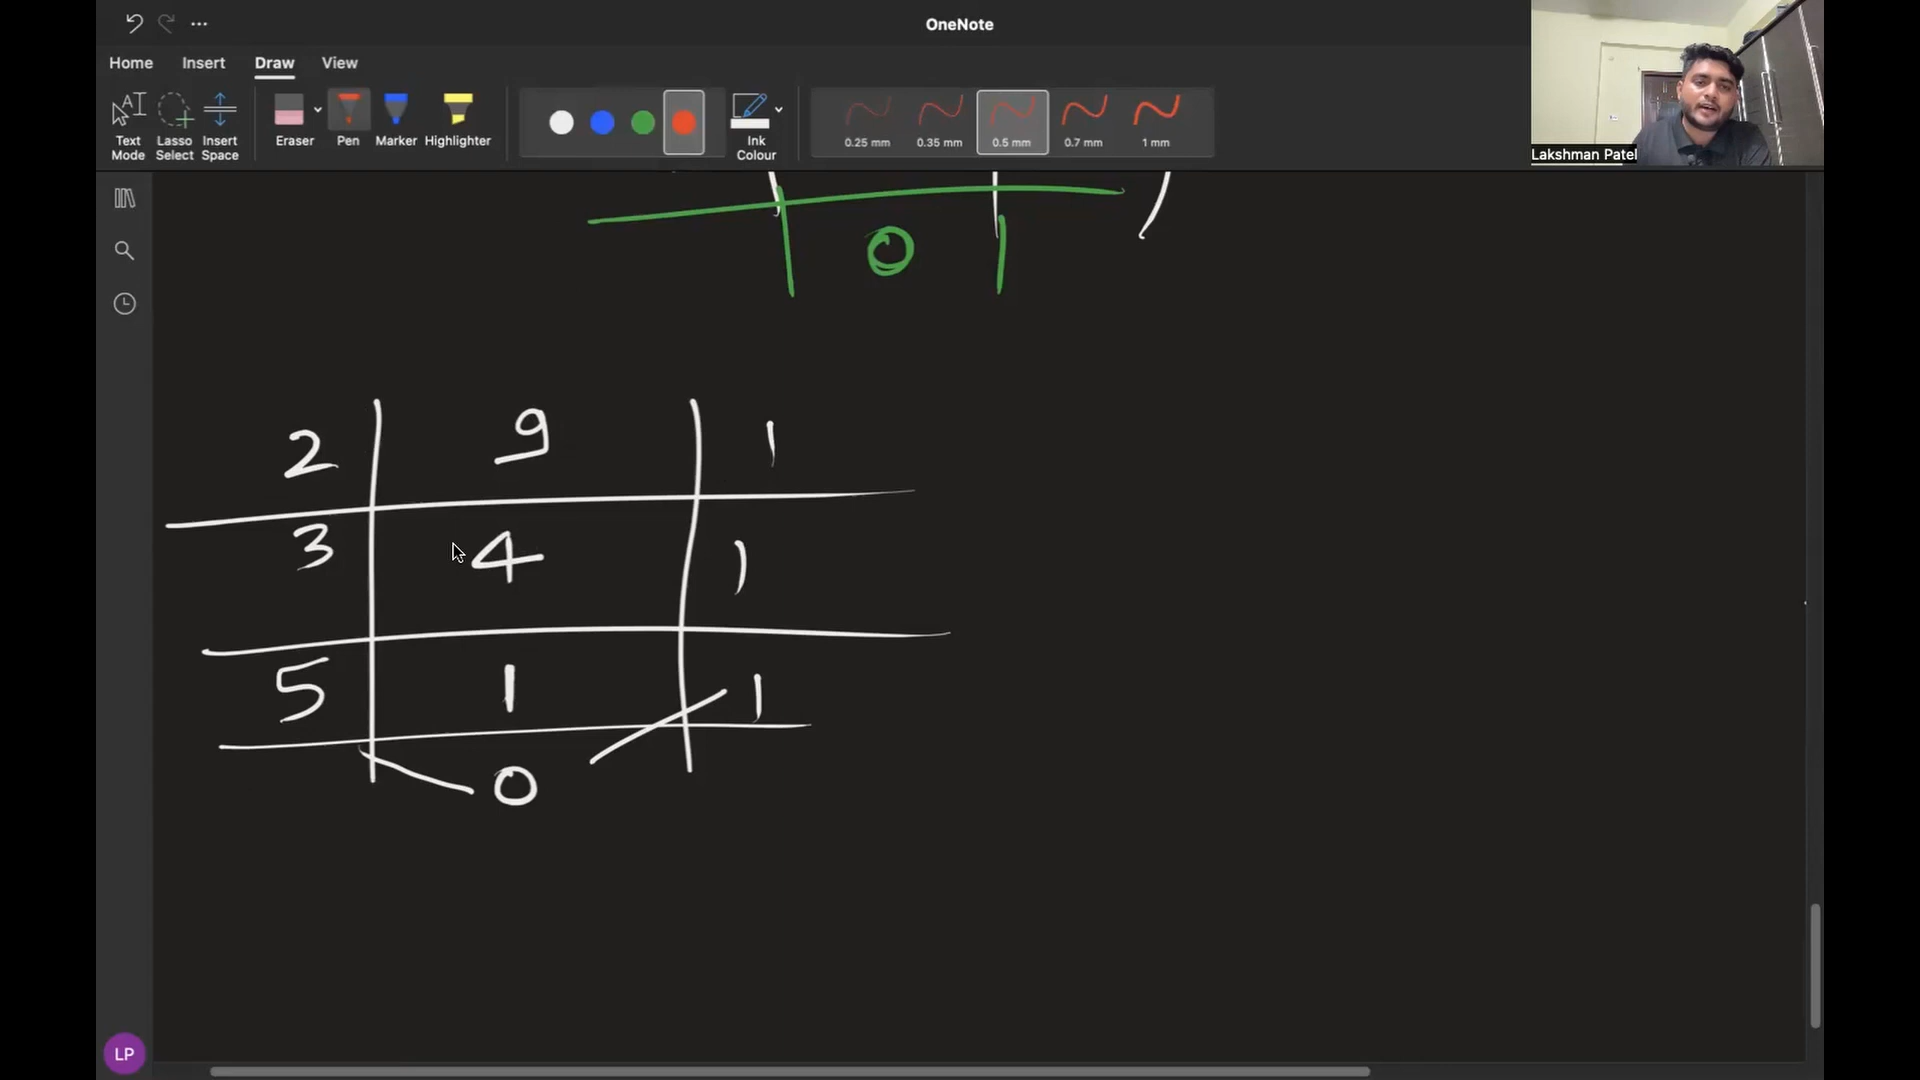 OneNote
Home Insert Draw View
Text Mode Lasso Select Insert Space Eraser Pen Marker Highlighter Ink Colour 0.25 mm 0.35 mm 0.5 mm 0.7 mm 1 mm
Lakshman Patel
0
2 9 1
3 4 1
5 1 1
0
LP